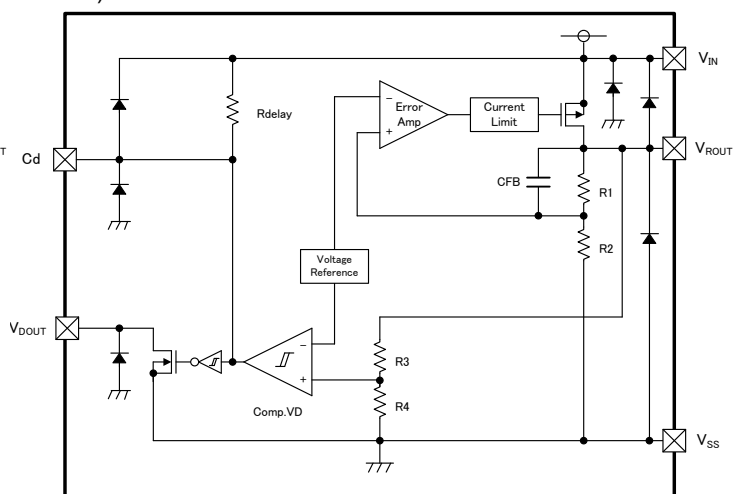 )
VIN
Rdelay
Error
Amp
−
+
Current
Limit
T
Cd
VROUT
CFB
R1
R2
Voltage
Reference
VDOUT
−
+
R3
R4
Comp.VD
VSS